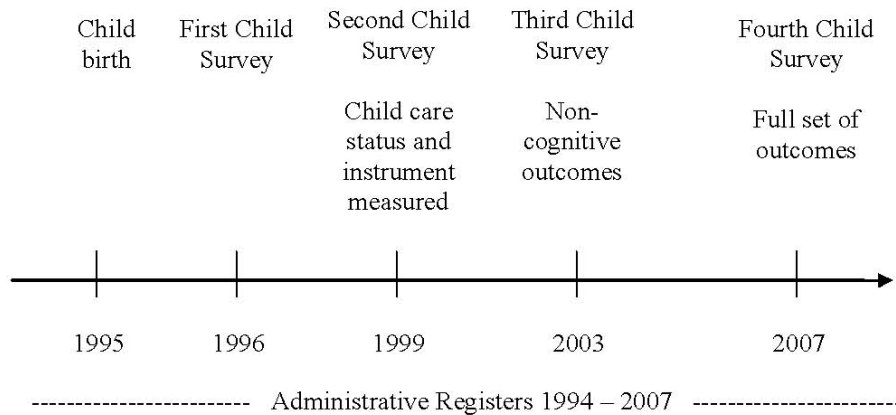 Child
birth
First Child
Survey
Second Child
Survey
Third Child
Survey
Fourth Child
Survey
Child care
status and
instrument
measured
Non-
cognitive
outcomes
Full set of
outcomes
1995
1996
1999
2003
2007
Administrative Registers 1994 – 2007